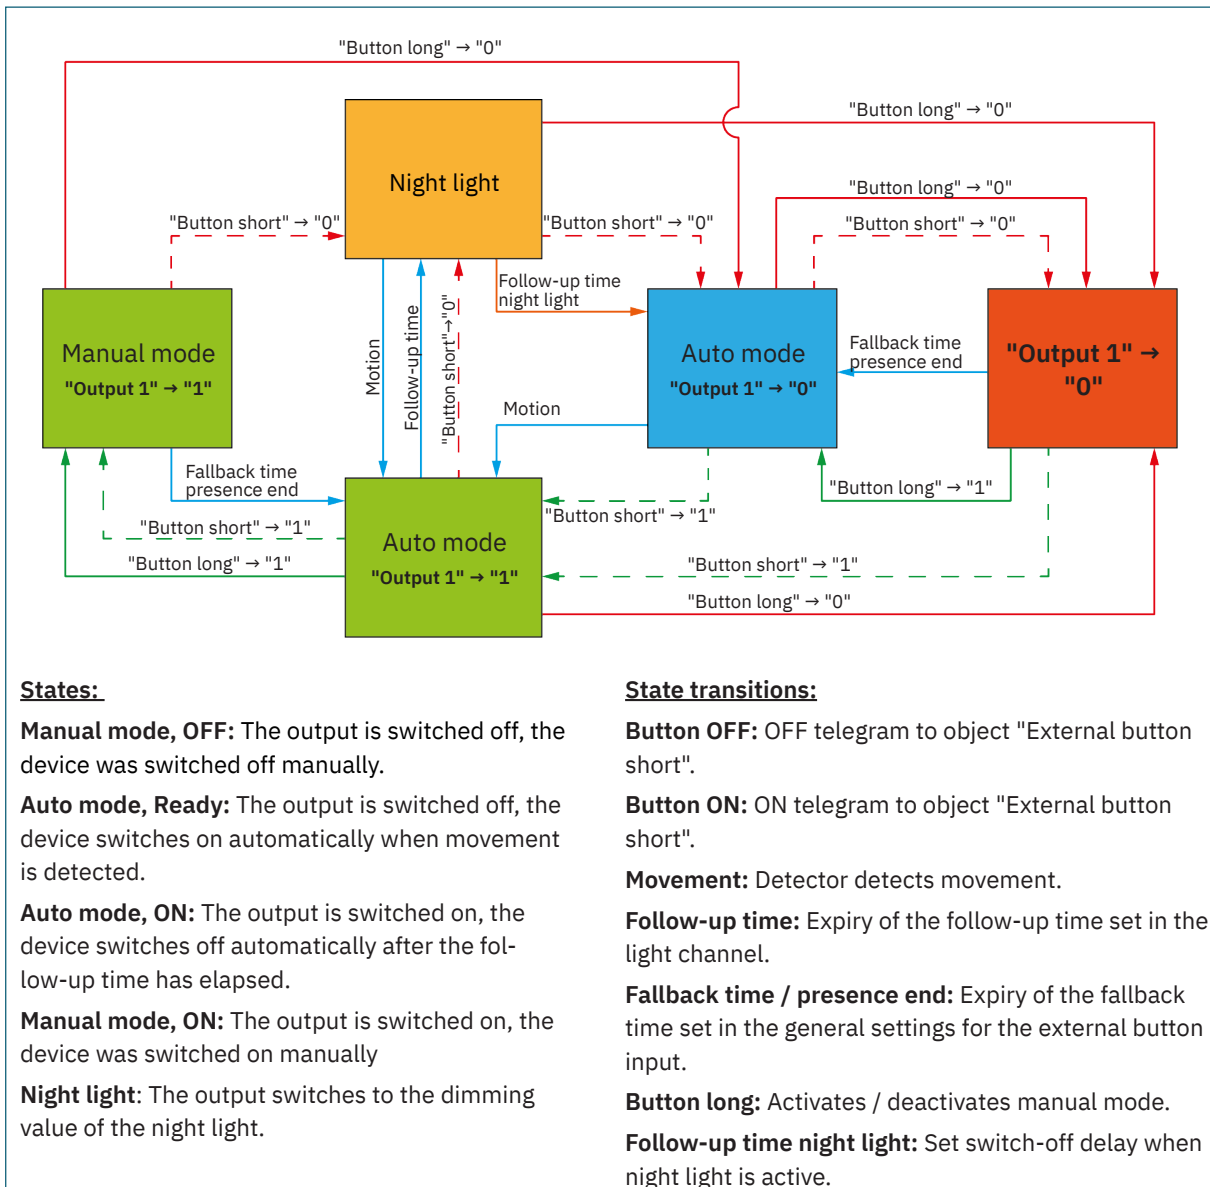 "Button long" → "0"
"Button long" → "0"
Night light
"Button long" → "0"
"Button short" → "0"
"Button short" → "0"
"Button short" → "0"
Follow-up time
night light
Manual mode
"Output 1" → "1"
Motion
Follow-up time
"Button short"→"0"
Auto mode
"Output 1" → "0"
Fallback time
presence end
"Output 1" →
"0"
Motion
Fallback time
presence end
"Button long" → "1"
"Button short" → "1"
"Button short" → "1"
Auto mode
"Output 1" → "1"
"Button long" → "1"
"Button short" → "1"
"Button long" → "0"
States:
Manual mode, OFF: The output is switched off, the
device was switched off manually.
Auto mode, Ready: The output is switched off, the
device switches on automatically when movement
is detected.
Auto mode, ON: The output is switched on, the
device switches off automatically after the fol-
low-up time has elapsed.
Manual mode, ON: The output is switched on, the
device was switched on manually
Night light: The output switches to the dimming
value of the night light.
State transitions:
Button OFF: OFF telegram to object "External button
short".
Button ON: ON telegram to object "External button
short".
Movement: Detector detects movement.
Follow-up time: Expiry of the follow-up time set in the
light channel.
Fallback time / presence end: Expiry of the fallback
time set in the general settings for the external button
input.
Button long: Activates / deactivates manual mode.
Follow-up time night light: Set switch-off delay when
night light is active.